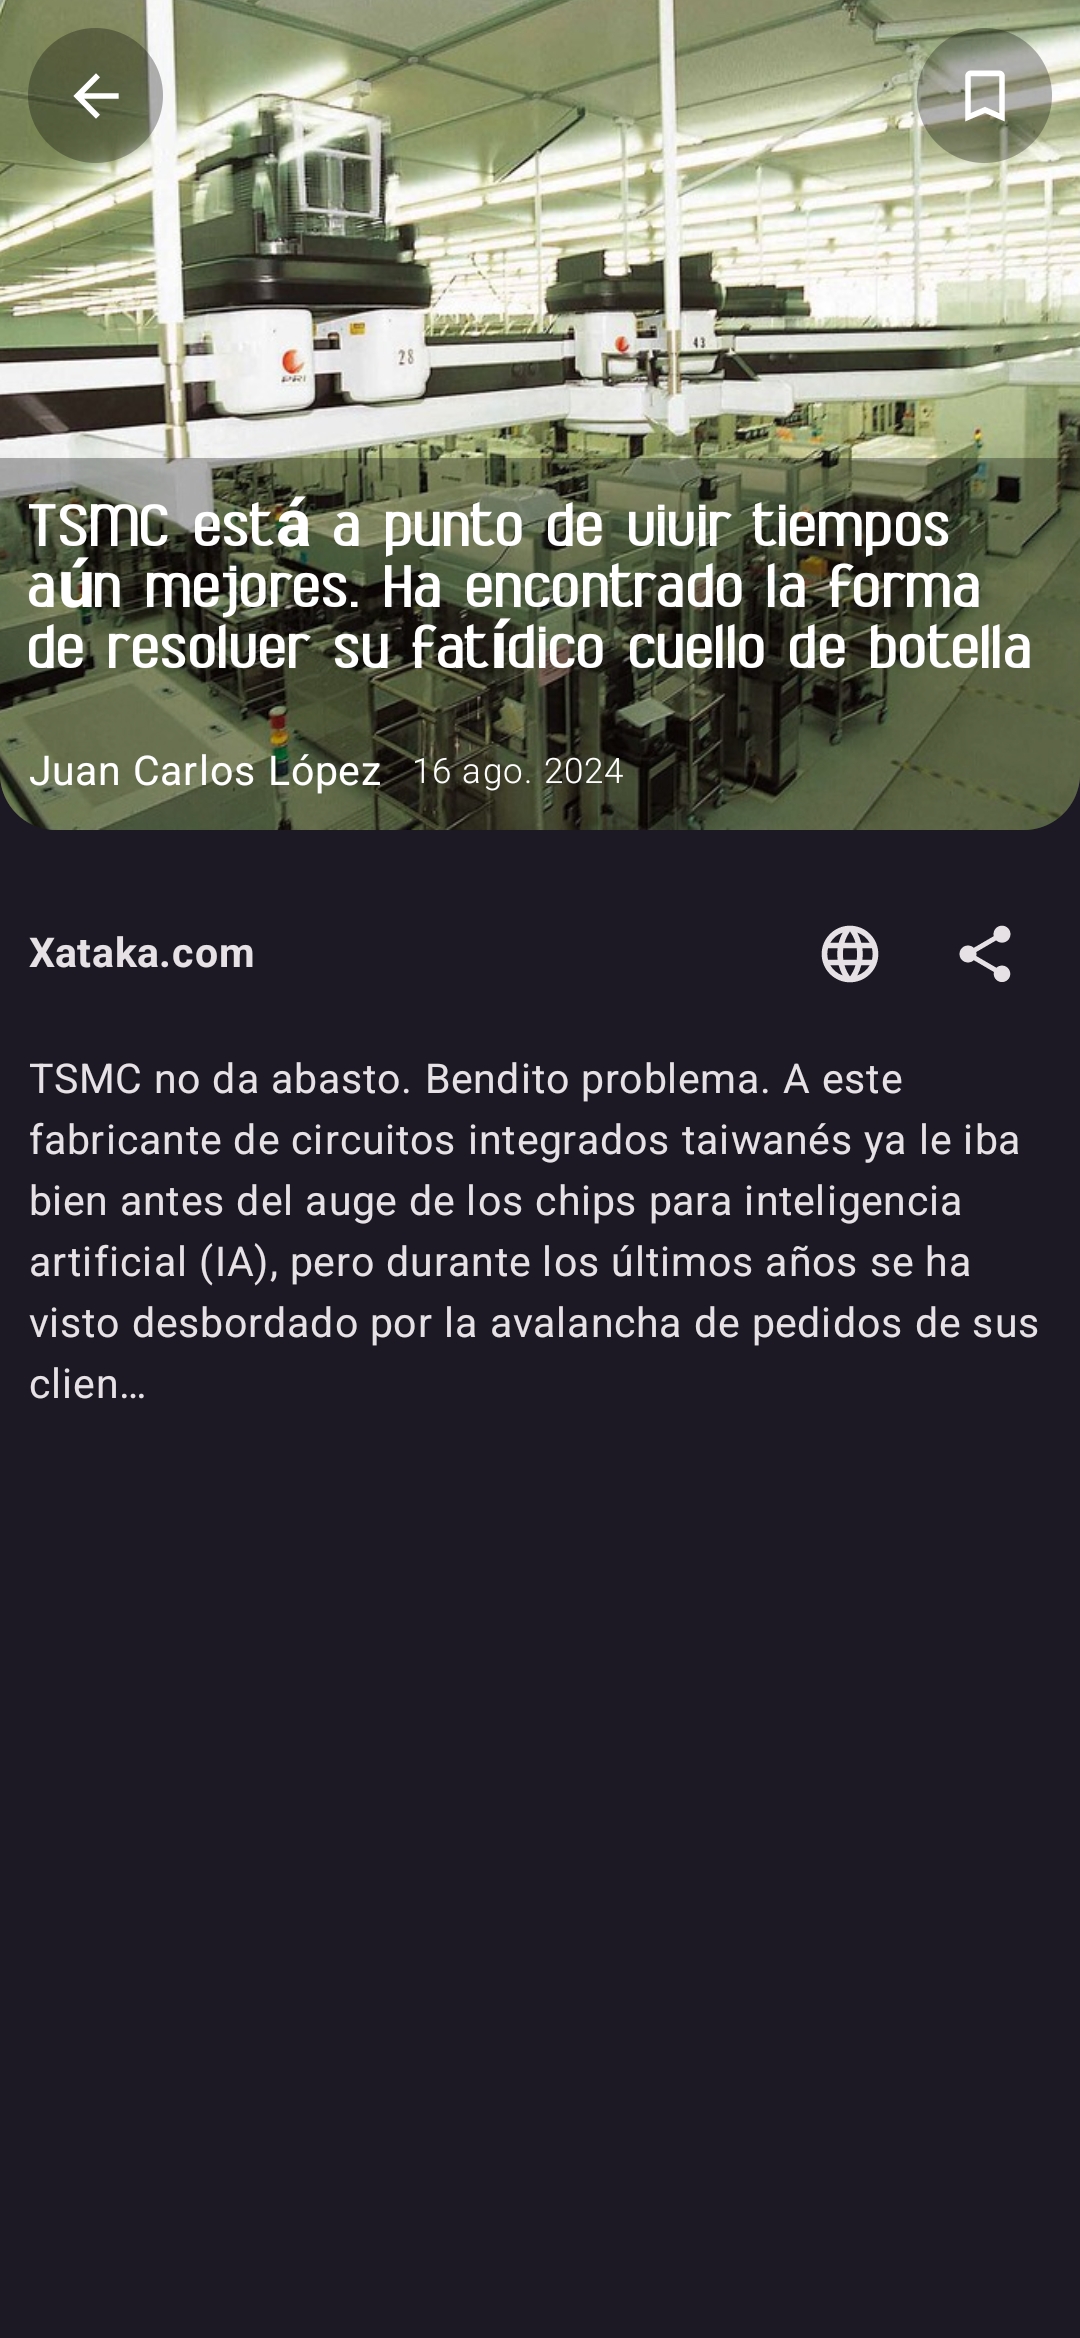 PRI
28
43
TSMC está a punto de vivir tiempos
aún mejores. Ha encontrado la forma
de resolver su fatídico cuello de botella
Juan Carlos López 16 ago. 2024
Xataka.com
TSMC no da abasto. Bendito problema. A este
fabricante de circuitos integrados taiwanés ya le iba
bien antes del auge de los chips para inteligencia
artificial (IA), pero durante los últimos años se ha
visto desbordado por la avalancha de pedidos de sus
clien…